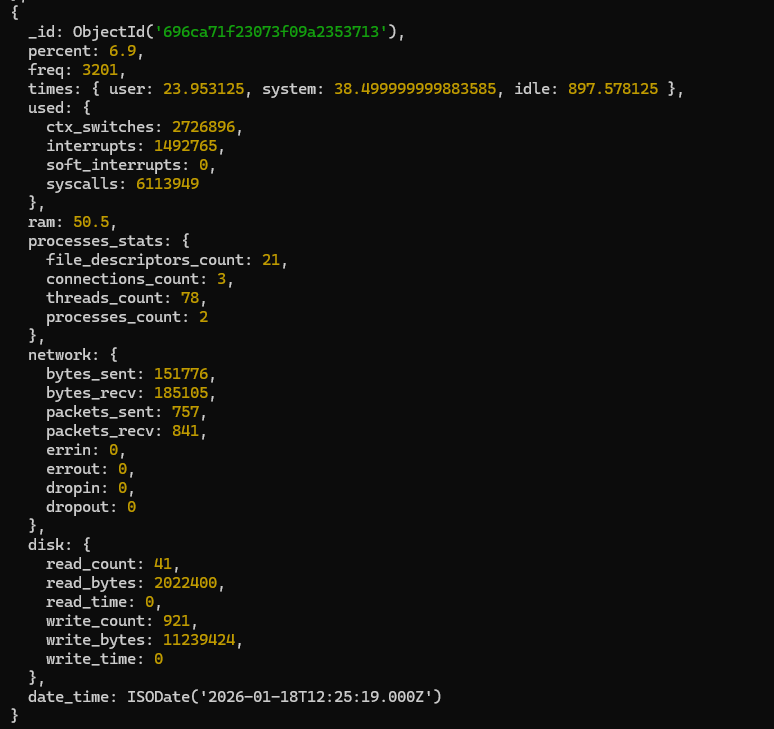 {
  _id: ObjectId('696ca71f23073f09a2353713'),
  percent: 6.9,
  freq: 3201,
  times: { user: 23.953125, system: 38.499999999883585, idle: 897.578125 },
  used: {
    ctx_switches: 2726896,
    interrupts: 1492765,
    soft_interrupts: 0,
    syscalls: 6113949
  },
  ram: 50.5,
  processes_stats: {
    file_descriptors_count: 21,
    connections_count: 3,
    threads_count: 78,
    processes_count: 2
  },
  network: {
    bytes_sent: 151776,
    bytes_recv: 185105,
    packets_sent: 757,
    packets_recv: 841,
    errin: 0,
    errout: 0,
    dropin: 0,
    dropout: 0
  },
  disk: {
    read_count: 41,
    read_bytes: 2022400,
    read_time: 0,
    write_count: 921,
    write_bytes: 11239424,
    write_time: 0
  },
  date_time: ISODate('2026-01-18T12:25:19.000Z')
}